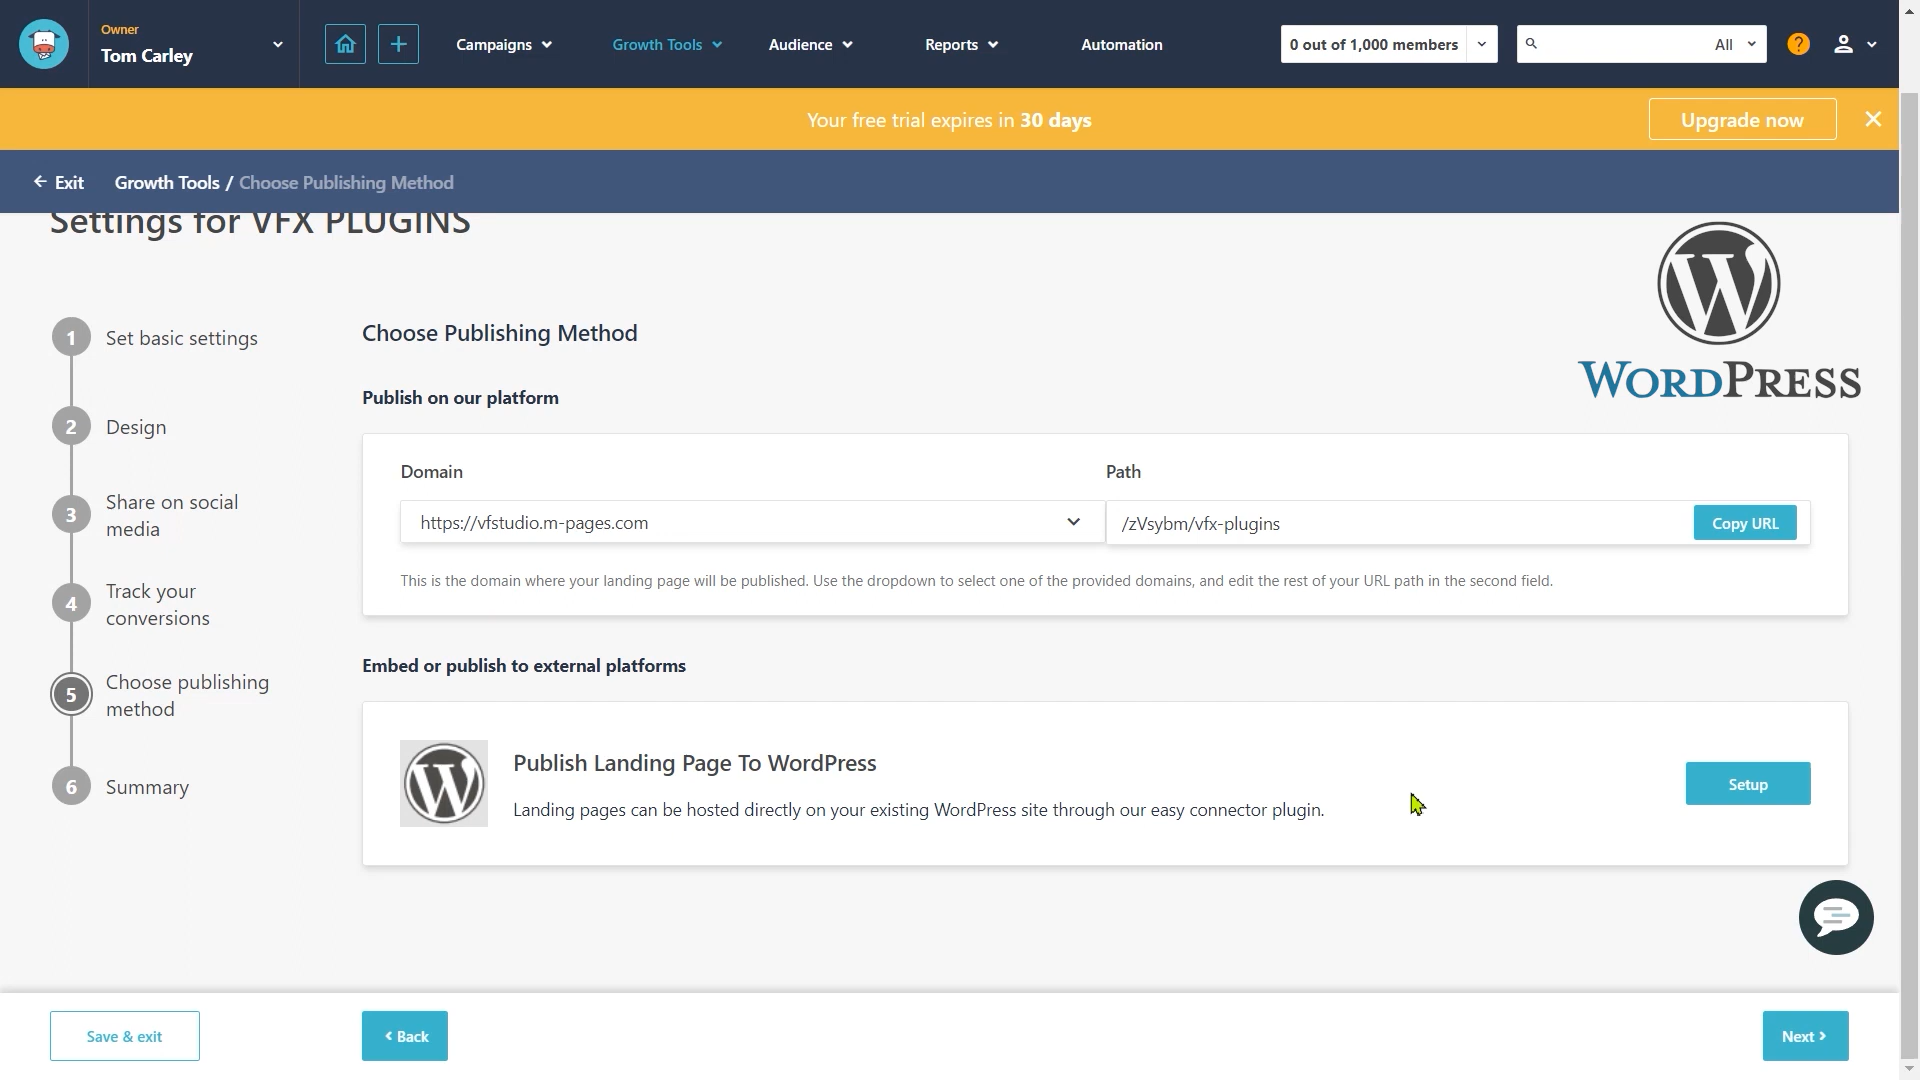 Owner
Tom Carley
Campaigns
Growth Tools
Audience
Reports
Automation
0 out of 1,000 members
All
?
Your free trial expires in 30 days
Upgrade now
Exit
Growth Tools / Choose Publishing Method
Settings for VFX PLUGINS
WORDPRESS
1 Set basic settings
2 Design
3 Share on social
media
4 Track your
conversions
5 Choose publishing
method
6 Summary
Choose Publishing Method
Publish on our platform
Domain
Path
https://vfstudio.m-pages.com
/zVsybm/vfx-plugins
Copy URL
This is the domain where your landing page will be published. Use the dropdown to select one of the provided domains, and edit the rest of your URL path in the second field.
Embed or publish to external platforms
Publish Landing Page To WordPress
Landing pages can be hosted directly on your existing WordPress site through our easy connector plugin.
Setup
Save & exit
Back
Next